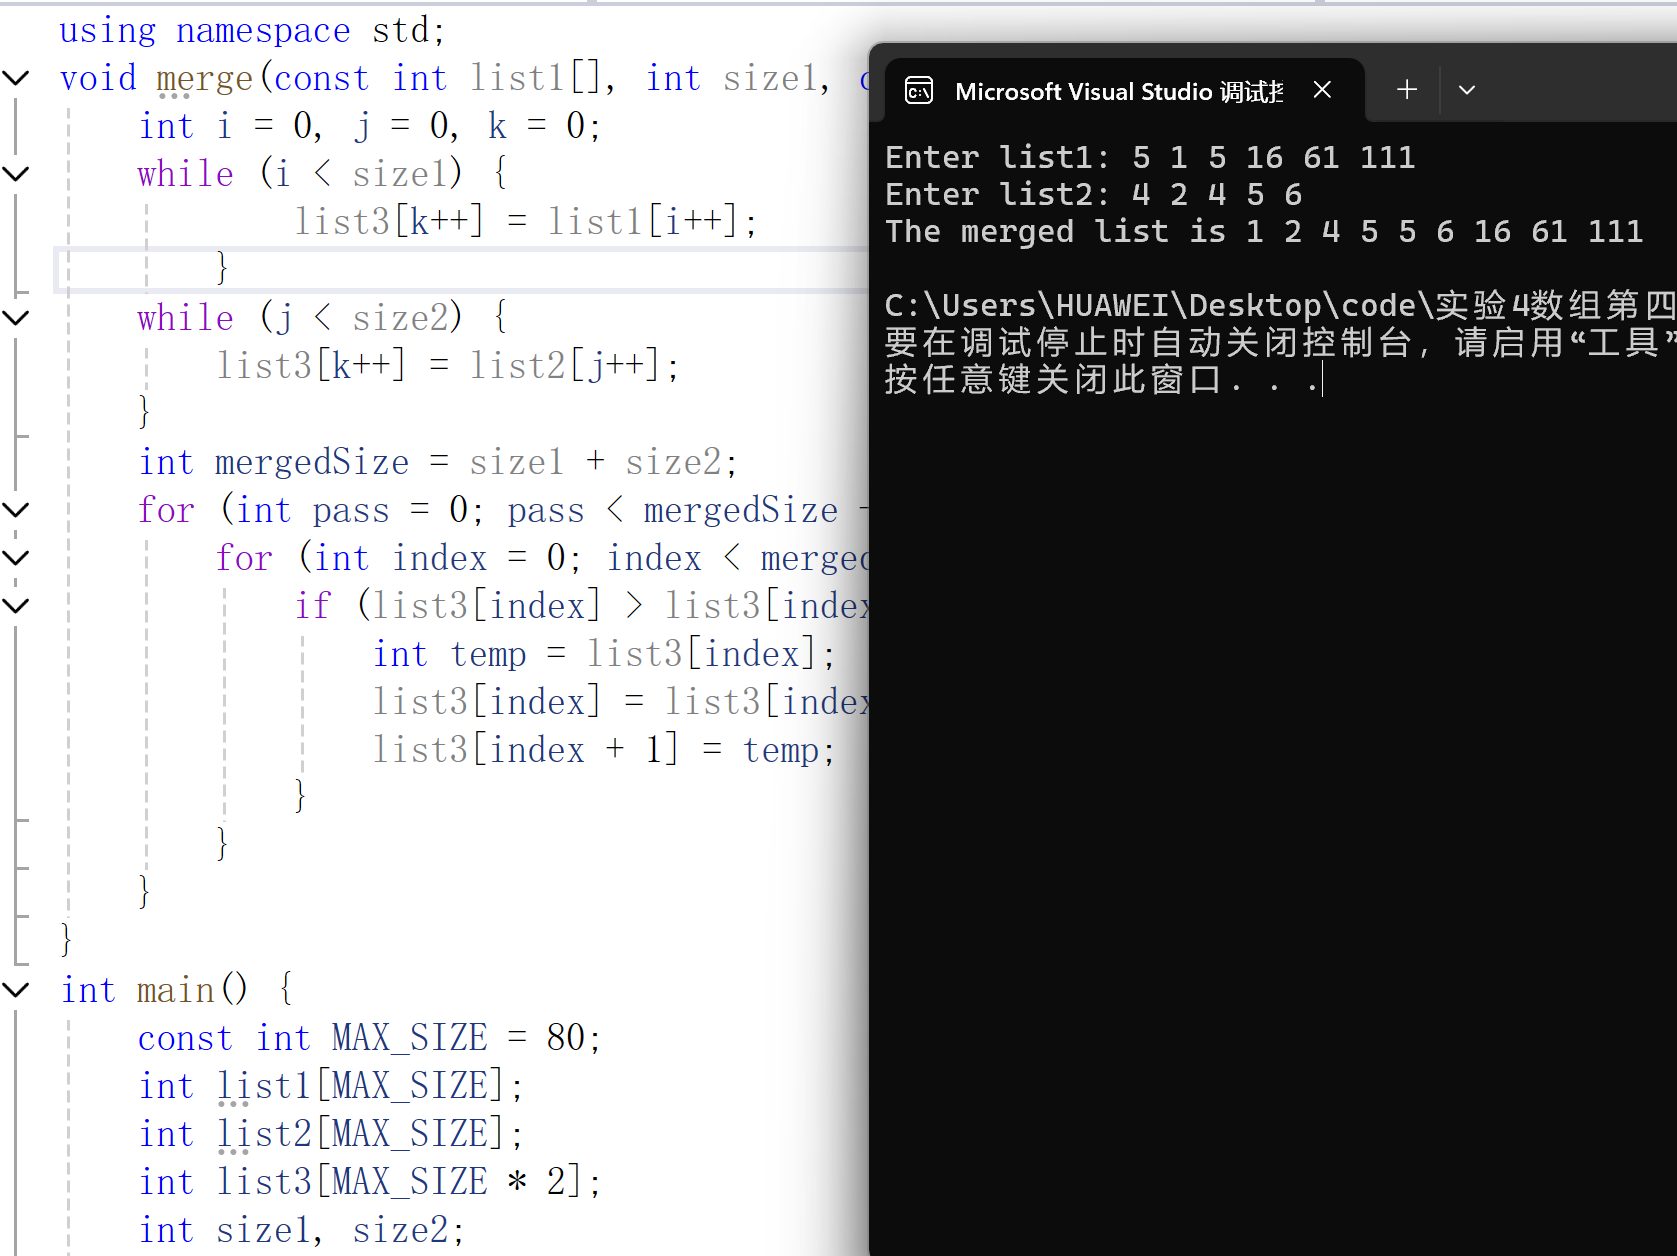 using namespace std;
void merge(const int list1[], int size1,
int i = 0, j = 0, k = 0;
while (i < size1) {
list3[k++] = list1[i++];
}
while (j < size2) {
list3[k++] = list2[j++];
}
int mergedSize = size1 + size2;
for (int pass = 0; pass < mergedSize
for (int index = 0; index < merged
if (list3[index] > list3[index
int temp = list3[index];
list3[index] = list3[index
list3[index + 1] = temp;
}
}
}
}
int main() {
const int MAX_SIZE = 80;
int list1[MAX_SIZE];
int list2[MAX_SIZE];
int list3[MAX_SIZE * 2];
int size1, size2;
Microsoft Visual Studio 调试控
Enter list1: 5 1 5 16 61 111
Enter list2: 4 2 4 5 6
The merged list is 1 2 4 5 5 6 16 61 111
C:\Users\HUAWEI\Desktop\code\实验4数组第四
要在调试停止时自动关闭控制台，请启用“工具”
按任意键关闭此窗口. . .